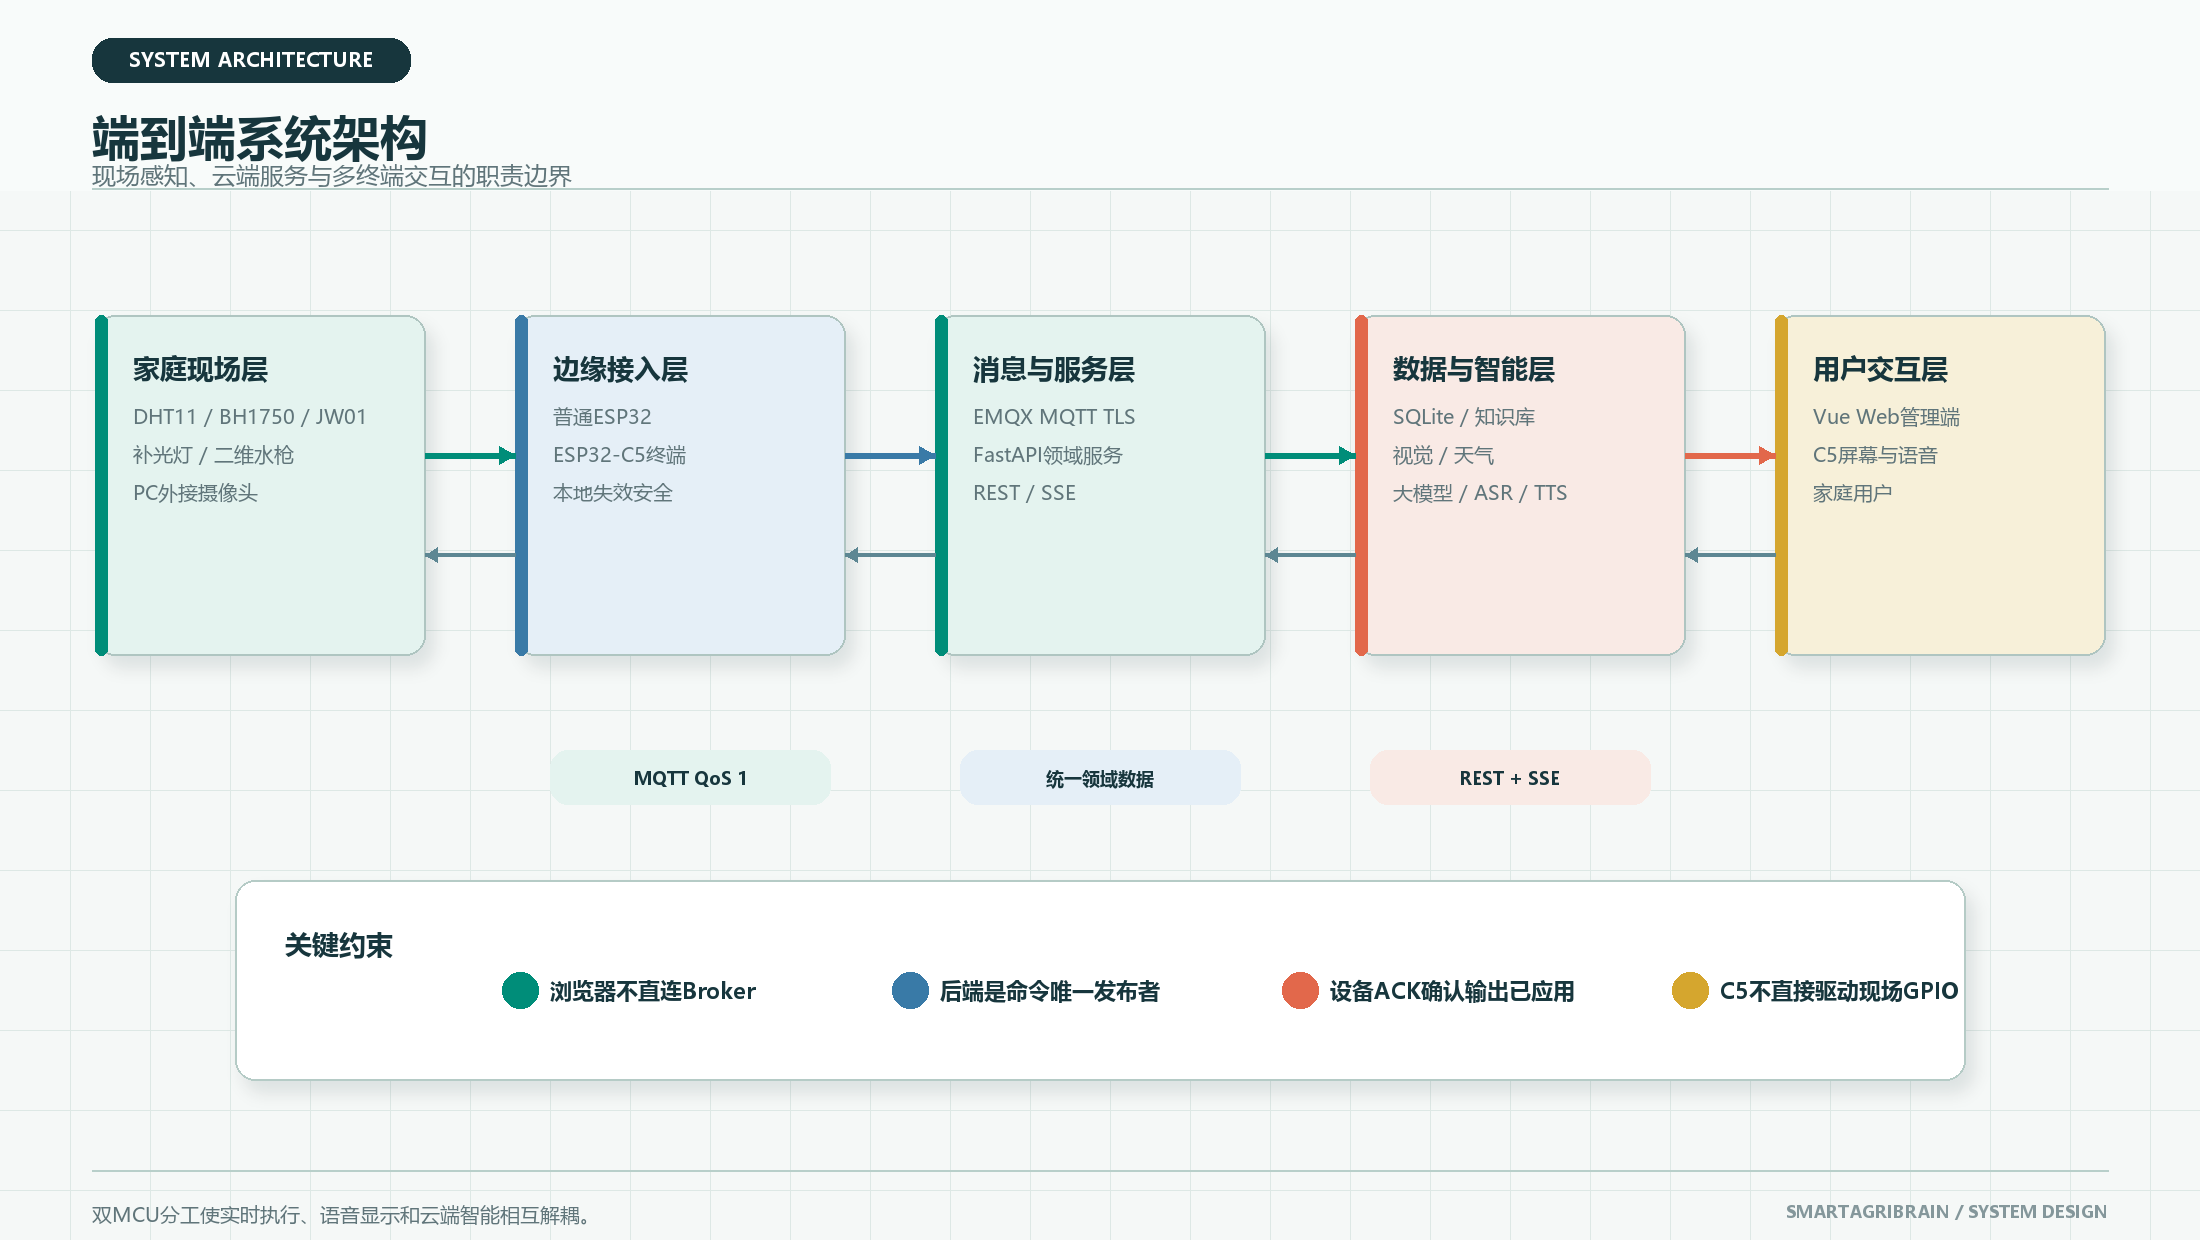 SYSTEM ARCHITECTURE
端到端系统架构
现场感知、云端服务与多终端交互的职责边界
家庭现场层
DHT11 / BH1750 / JW01
补光灯 / 二维水枪
PC外接摄像头
边缘接入层
普通ESP32
ESP32-C5终端
本地失效安全
消息与服务层
EMQX MQTT TLS
FastAPI领域服务
REST / SSE
数据与智能层
SQLite / 知识库
视觉 / 天气
大模型 / ASR / TTS
用户交互层
Vue Web管理端
C5屏幕与语音
家庭用户
MQTT QoS 1
统一领域数据
REST + SSE
关键约束
浏览器不直连Broker
后端是命令唯一发布者
设备ACK确认输出已应用
C5不直接驱动现场GPIO
双MCU分工使实时执行、语音显示和云端智能相互解耦。
SMARTAGRIBRAIN / SYSTEM DESIGN